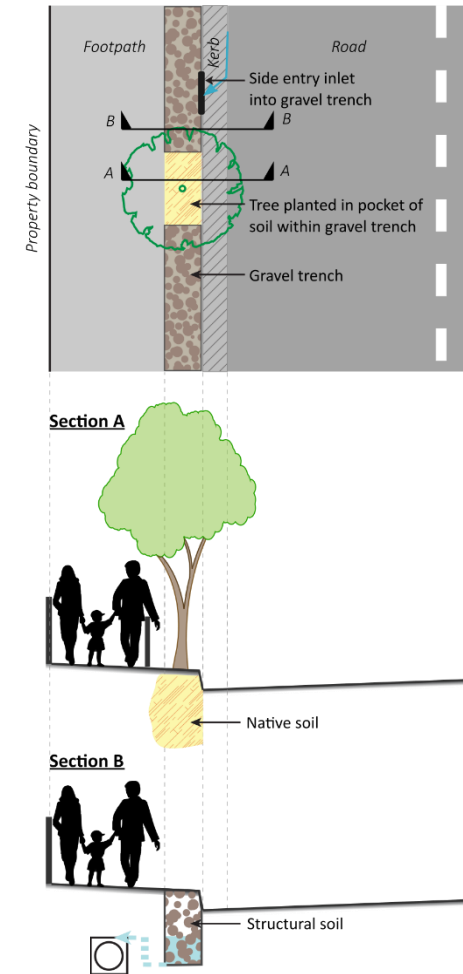 Footpath
Kerb
Road
Side entry inlet
into gravel trench
B
B
A
A
Property boundary
Tree planted in pocket of
soil within gravel trench
Gravel trench
Section A
Native soil
Section B
Structural soil